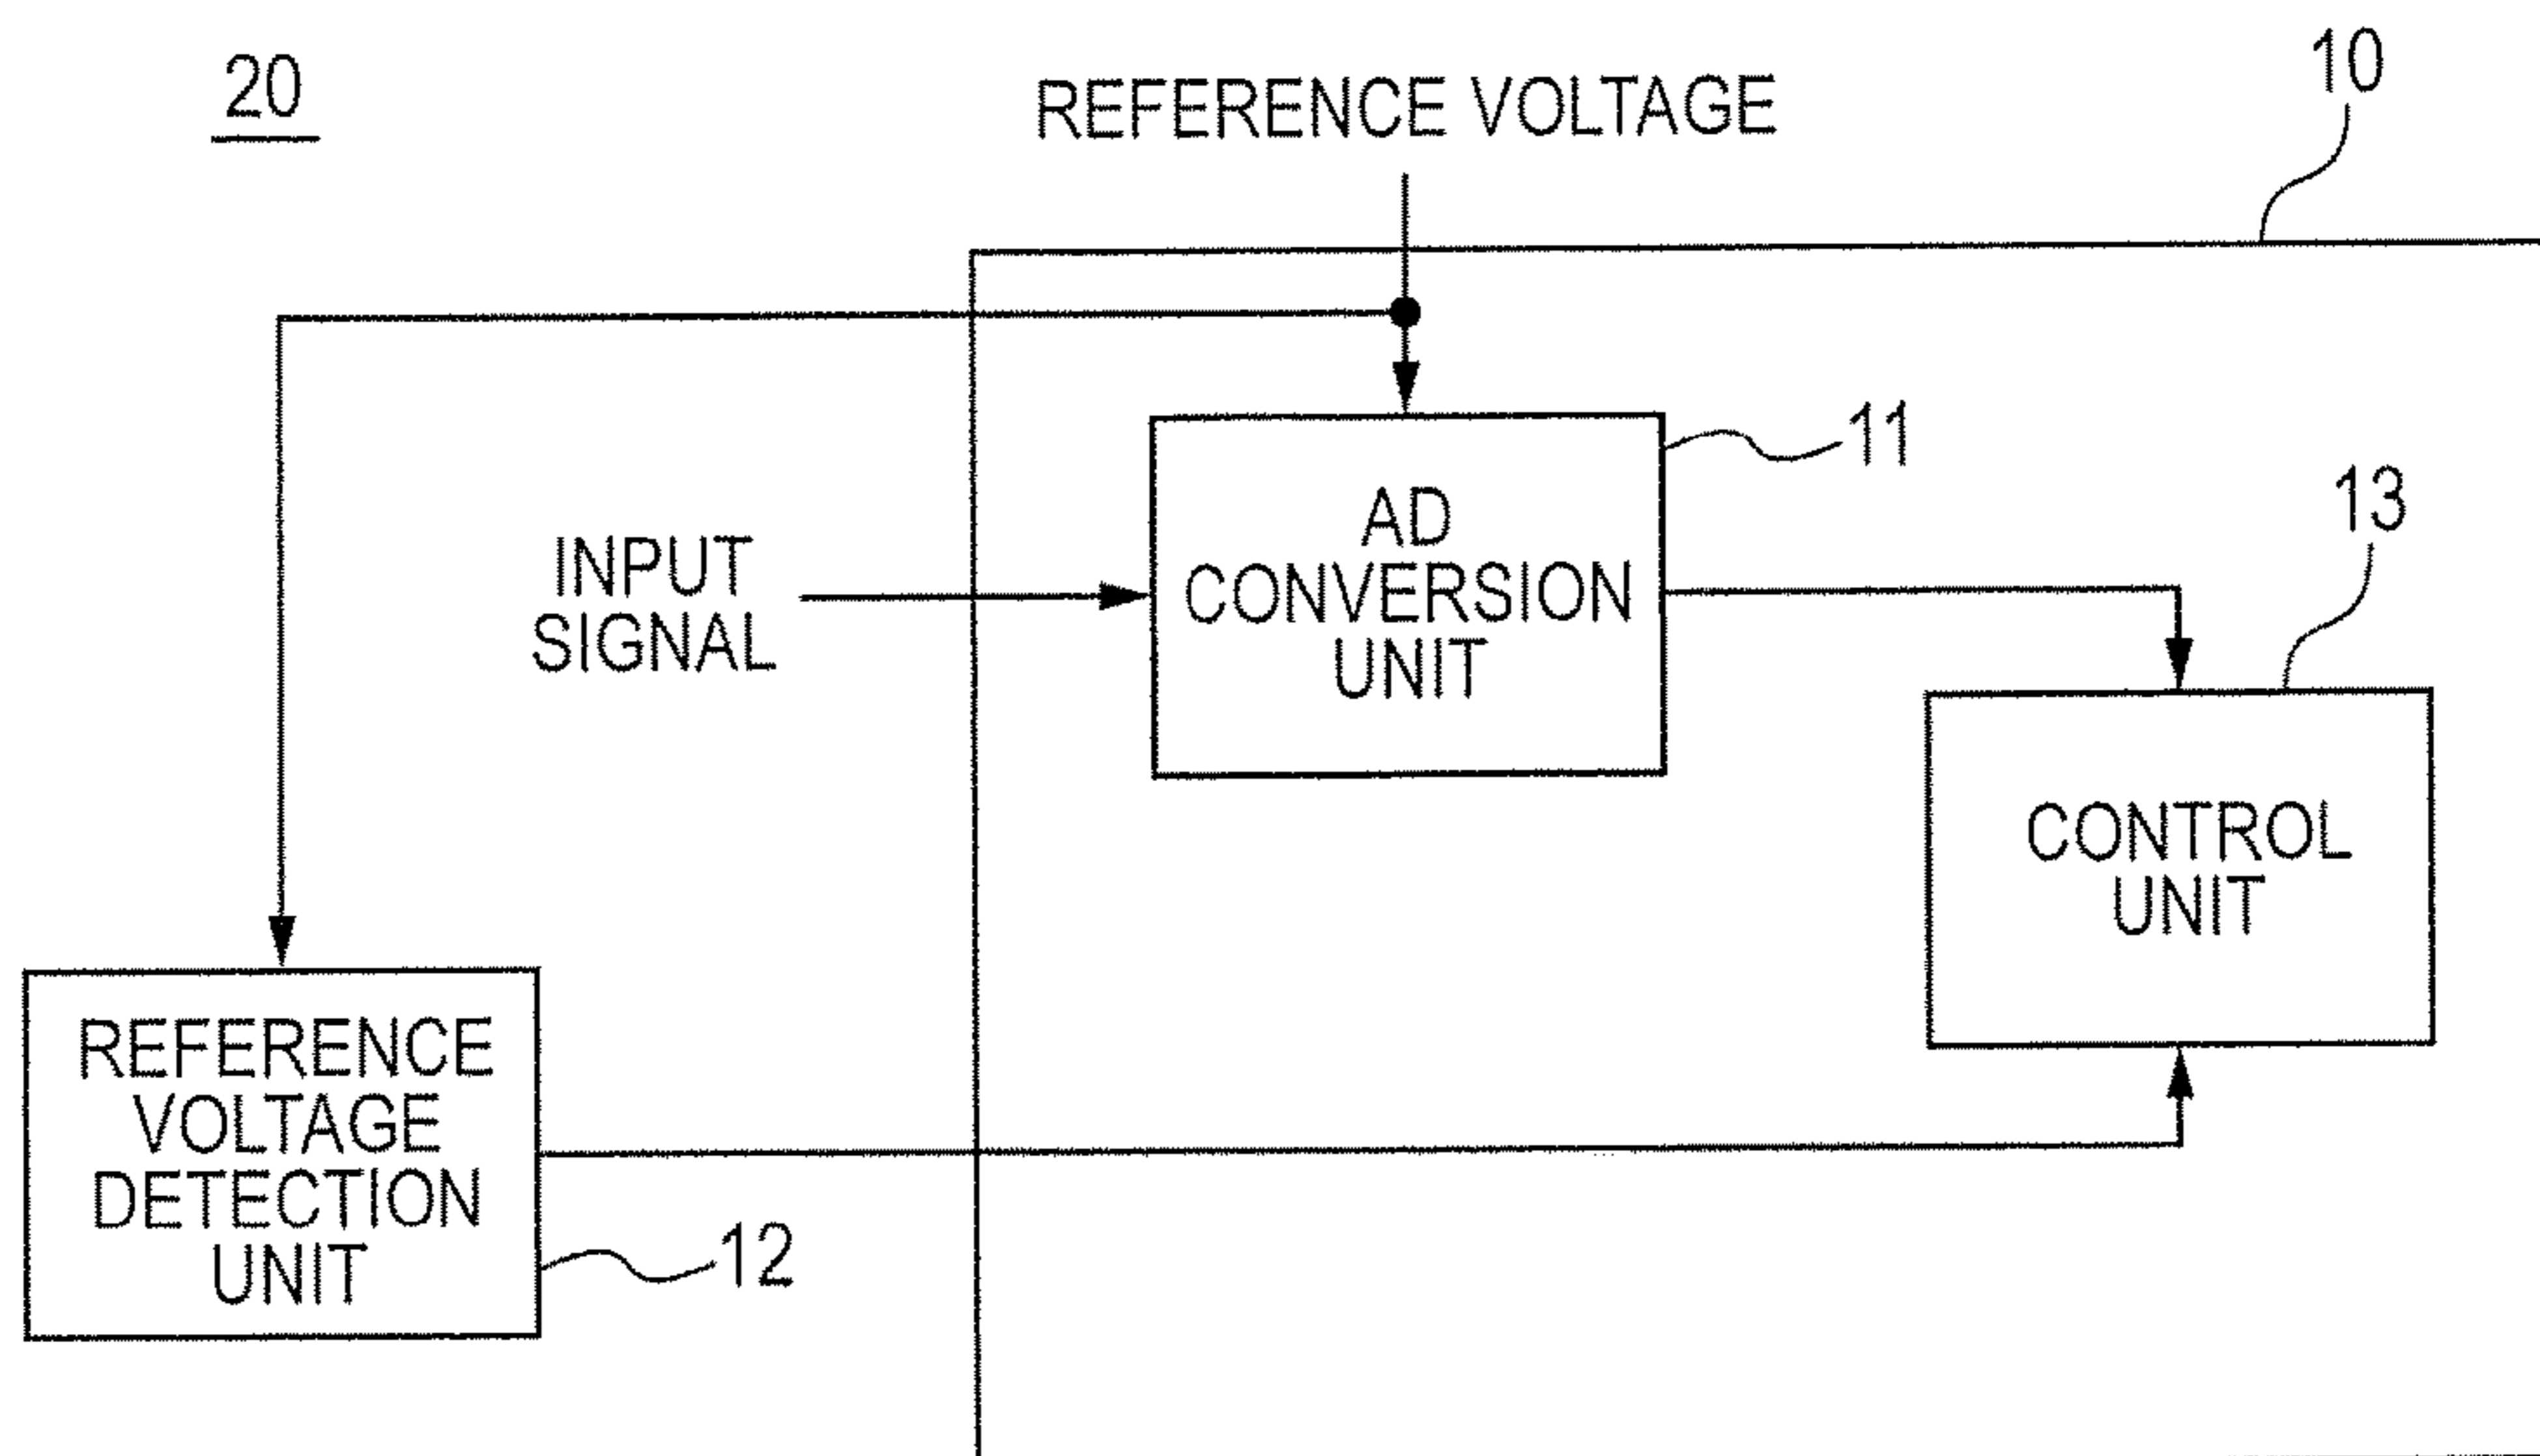 20
REFERENCE VOLTAGE
10
11
AD
CONVERSION
UNIT
INPUT
SIGNAL
13
CONTROL
UNIT
REFERENCE
VOLTAGE
DETECTION
UNIT
12